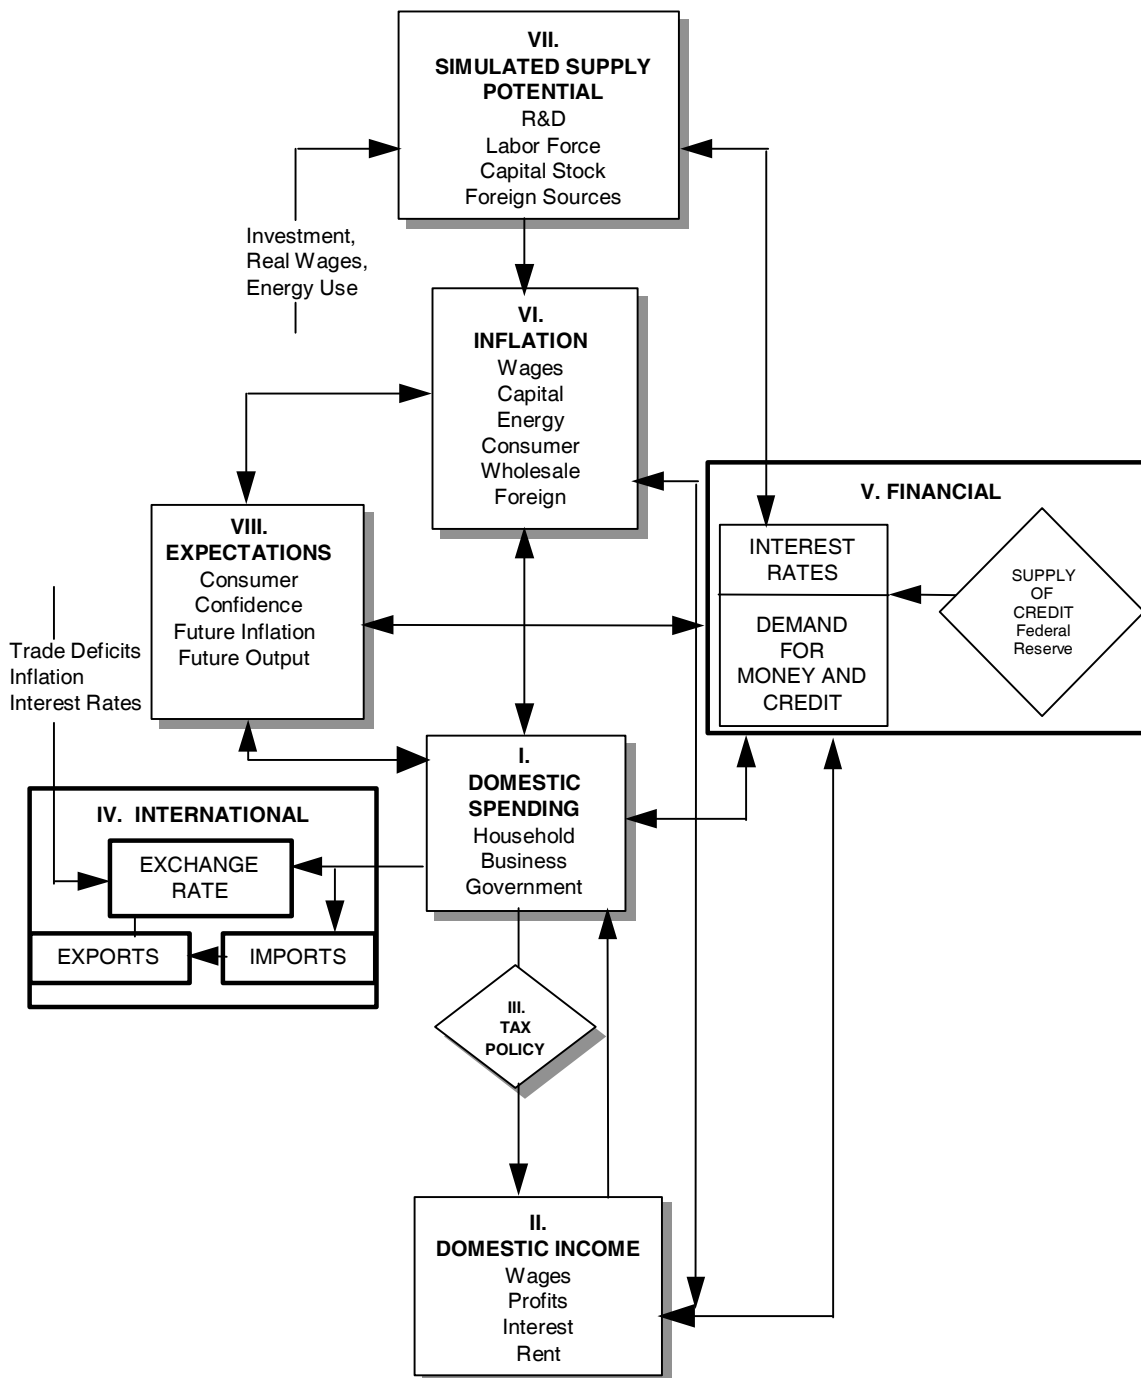 VII.
SIMULATED SUPPLY
POTENTIAL
R&D
Labor Force
Capital Stock
Foreign Sources
Investment,
Real Wages,
Energy Use
VI.
INFLATION
Wages
Capital
Energy
Consumer
Wholesale
Foreign
V. FINANCIAL
INTEREST
RATES
DEMAND
FOR
MONEY AND
CREDIT
SUPPLY
OF
CREDIT
Federal
Reserve
VIII.
EXPECTATIONS
Consumer
Confidence
Future Inflation
Future Output
Trade Deficits
Inflation
Interest Rates
I.
DOMESTIC
SPENDING
Household
Business
Government
IV. INTERNATIONAL
EXCHANGE
RATE
EXPORTS
IMPORTS
III.
TAX
POLICY
II.
DOMESTIC INCOME
Wages
Profits
Interest
Rent